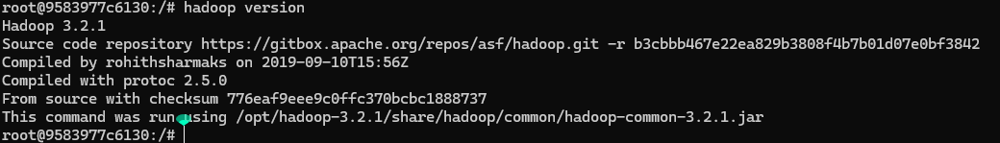 root@9583977c6130:/# hadoop version
Hadoop 3.2.1
Source code repository https://gitbox.apache.org/repos/asf/hadoop.git -r b3cbbb467e22ea829b3808f4b7b01d07e0bf3842
Compiled by rohithsharmaks on 2019-09-10T15:56Z
Compiled with protoc 2.5.0
From source with checksum 776eaf9eee9c0ffc370bcbc1888737
This command was run using /opt/hadoop-3.2.1/share/hadoop/common/hadoop-common-3.2.1.jar
root@9583977c6130:/#